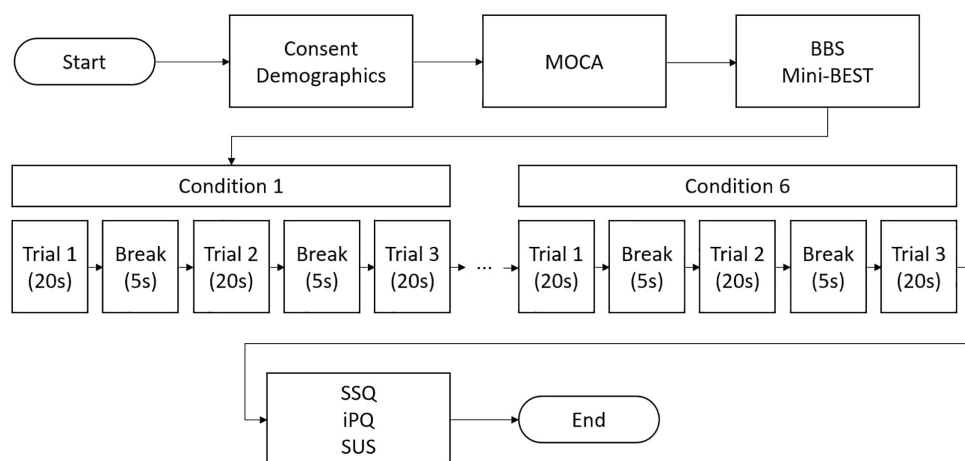 Start
Consent
Demographics
MOCA
BBS
Mini-BEST
Condition 1
Condition 6
Trial 1
(20s)
Break
(5s)
Trial 2
(20s)
Break
(5s)
Trial 3
(20s)
...
Trial 1
(20s)
Break
(5s)
Trial 2
(20s)
Break
(5s)
Trial 3
(20s)
SSQ
iPQ
SUS
End